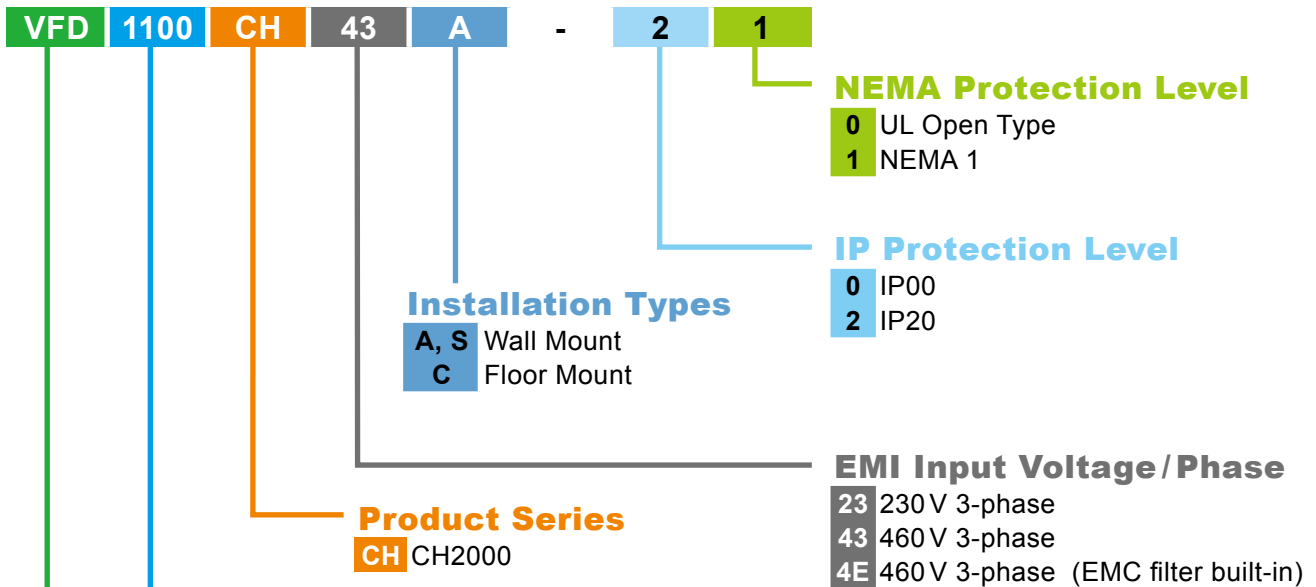 VFD 1100 CH 43 A - 2 1
NEMA Protection Level
0 UL Open Type
1 NEMA 1
IP Protection Level
0 IP00
2 IP20
Installation Types
A, S Wall Mount
C Floor Mount
EMI Input Voltage/Phase
23 230V 3-phase
43 460V 3-phase
4E 460V 3-phase (EMC filter built-in)
Product Series
CH CH2000